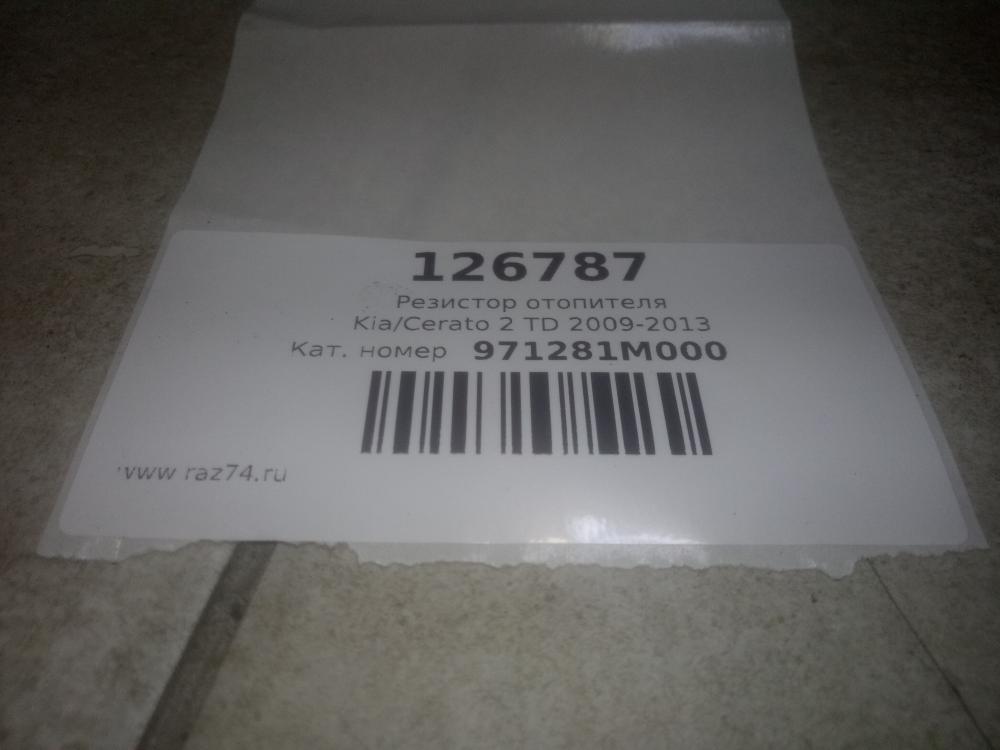 126787
Резистор отопителя
Kia/Cerato 2 TD 2009-2013
Кат. номер 971281M000
www raz74.ru